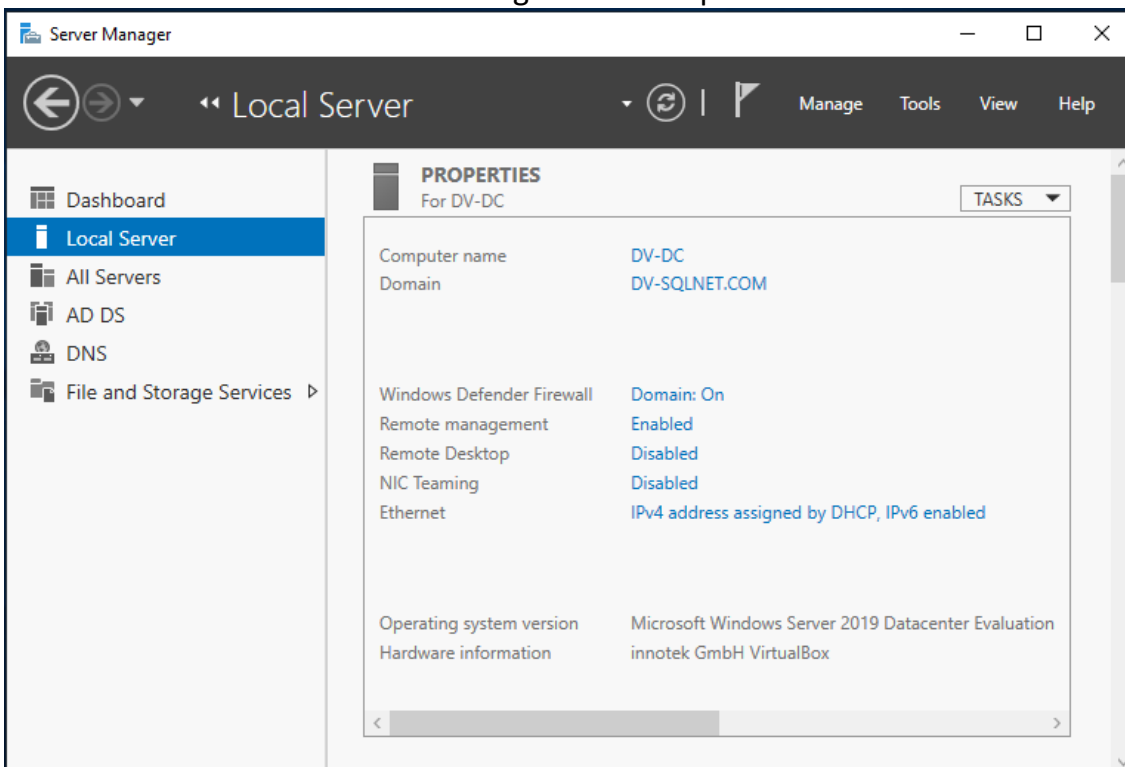 Server Manager
Local Server
Manage Tools View Help
Dashboard
Local Server
All Servers
AD DS
DNS
File and Storage Services
PROPERTIES
For DV-DC
TASKS
Computer name DV-DC
Domain DV-SQLNET.COM
Windows Defender Firewall Domain: On
Remote management Enabled
Remote Desktop Disabled
NIC Teaming Disabled
Ethernet IPv4 address assigned by DHCP, IPv6 enabled
Operating system version Microsoft Windows Server 2019 Datacenter Evaluation
Hardware information innotek GmbH VirtualBox